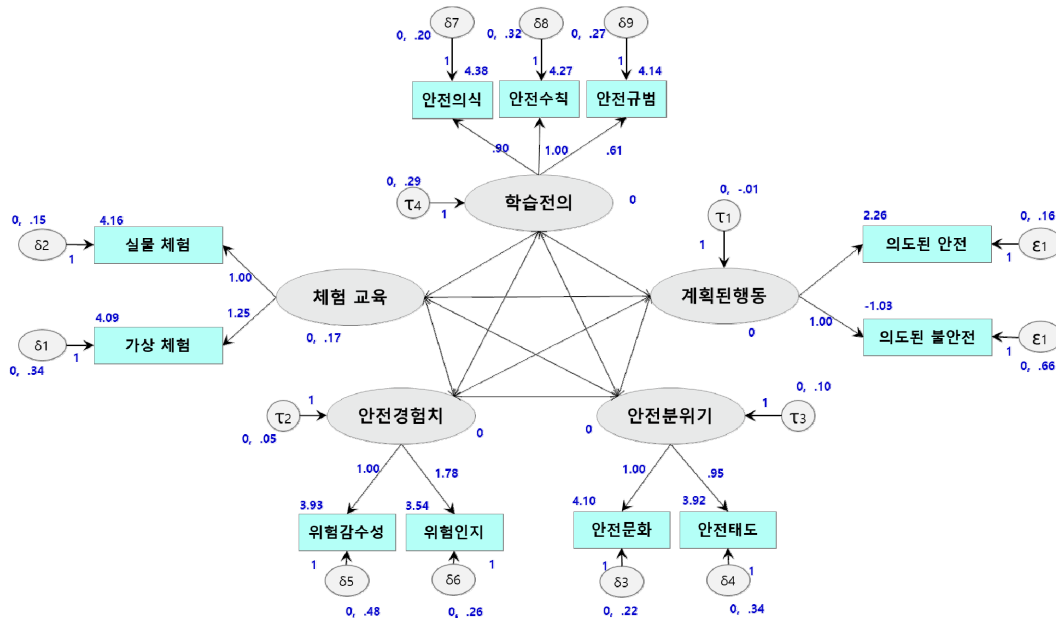 δ7
δ8
δ9
0, .20
0, .32
0, .27
1
1
1
4.38
4.27
4.14
안전의식
안전수칙
안전규범
.90
1.00
.61
0, .29
τ4
1
학습전의
0
0, -.01
τ1
1
0, .15
δ2
1
4.16
실물 체험
1.00
체험 교육
0, .17
1.25
4.09
가상 체험
δ1
1
0, .34
계획된행동
0
2.26
의도된 안전
0, .16
ε1
1
1.00
-1.03
의도된 불안전
ε1
1
0, .66
τ2
1
0, .05
안전경험치
0
안전분위기
0
0, .10
1
τ3
1.00
1.78
1.00
.95
3.93
위험감수성
3.54
위험인지
4.10
안전문화
3.92
안전태도
1
δ5
0, .48
δ6
1
0, .26
1
δ3
0, .22
δ4
1
0, .34